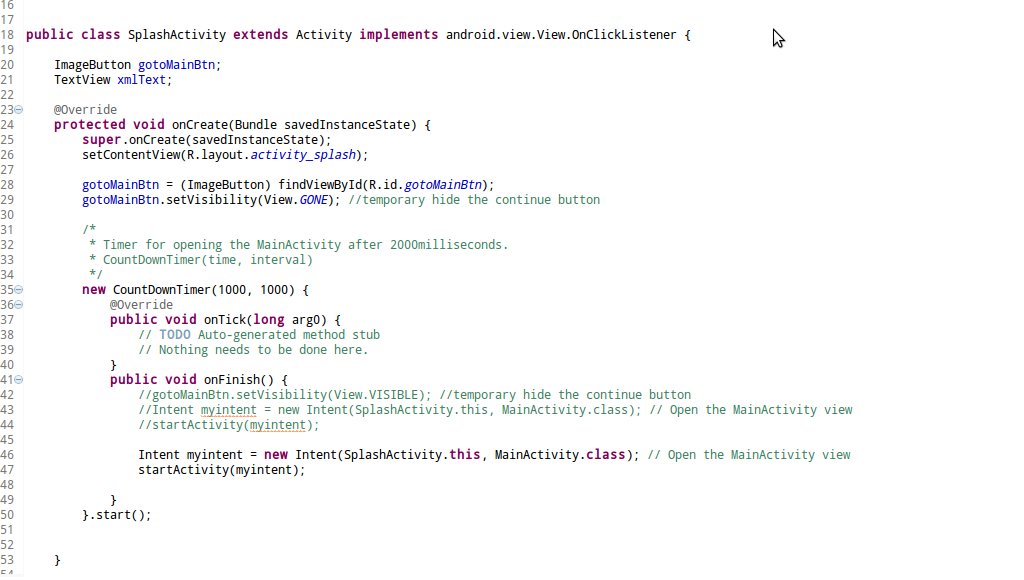 16
17
18 public class SplashActivity extends Activity implements android.view.View.OnClickListener {
19
20 ImageButton gotoMainBtn;
21 TextView xmlText;
22
23 @Override
24 protected void onCreate(Bundle savedInstanceState) {
25 super.onCreate(savedInstanceState);
26 setContentView(R.layout.activity_splash);
27
28 gotoMainBtn = (ImageButton) findViewById(R.id.gotoMainBtn);
29 gotoMainBtn.setVisibility(View.GONE); //temporary hide the continue button
30
31 /*
32 * Timer for opening the MainActivity after 2000milliseconds.
33 * CountDownTimer(time, interval)
34 */
35 new CountDownTimer(1000, 1000) {
36 @Override
37 public void onTick(long arg0) {
38 // TODO Auto-generated method stub
39 // Nothing needs to be done here.
40 }
41 public void onFinish() {
42 //gotoMainBtn.setVisibility(View.VISIBLE); //temporary hide the continue button
43 //Intent myintent = new Intent(SplashActivity.this, MainActivity.class); // Open the MainActivity view
44 //startActivity(myintent);
45
46 Intent myintent = new Intent(SplashActivity.this, MainActivity.class); // Open the MainActivity view
47 startActivity(myintent);
48
49 }
50 }.start();
51
52
53 }